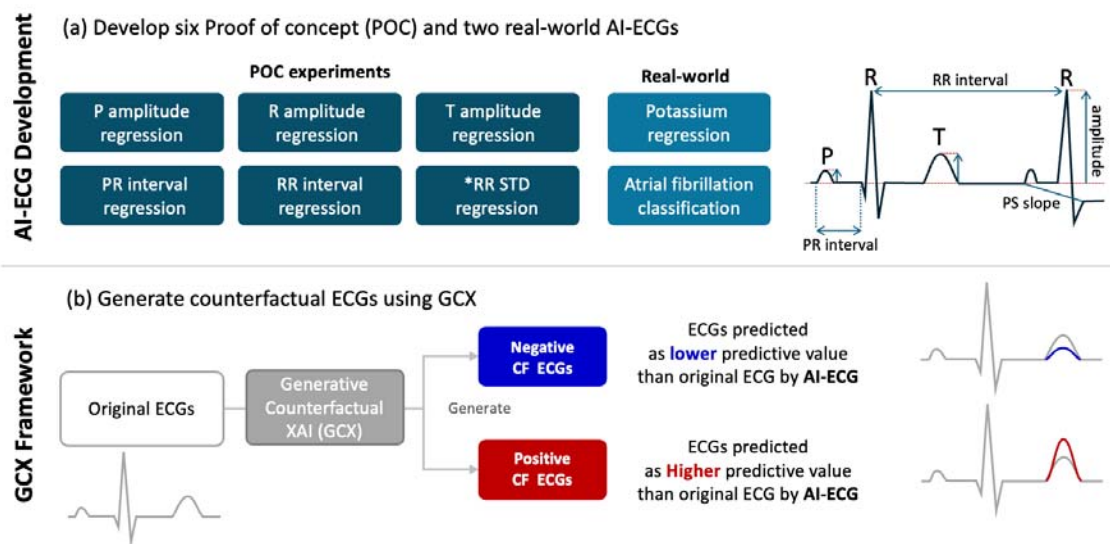 AI-ECG Development
(a) Develop six Proof of concept (POC) and two real-world AI-ECGs
POC experiments
Real-world
P amplitude
regression
R amplitude
regression
T amplitude
regression
Potassium
regression
PR interval
regression
RR interval
regression
*RR STD
regression
Atrial fibrillation
classification
R
RR interval
R
P
T
amplitude
PS slope
PR interval
GCX Framework
(b) Generate counterfactual ECGs using GCX
Original ECGs
Generative
Counterfactual
XAI (GCX)
Generate
Negative
CF ECGs
ECGs predicted
as lower predictive value
than original ECG by AI-ECG
Positive
CF ECGs
ECGs predicted
as Higher predictive value
than original ECG by AI-ECG